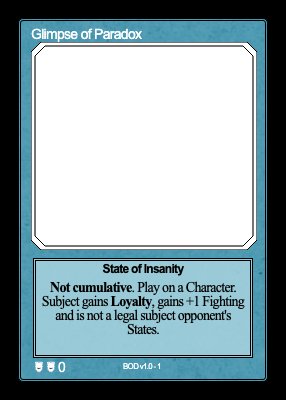 Glimpse of Paradox
State of Insanity
Not cumulative. Play on a Character.
Subject gains Loyalty, gains +1 Fighting
and is not a legal subject opponent's
States.
0
BOD v1.0 - 1